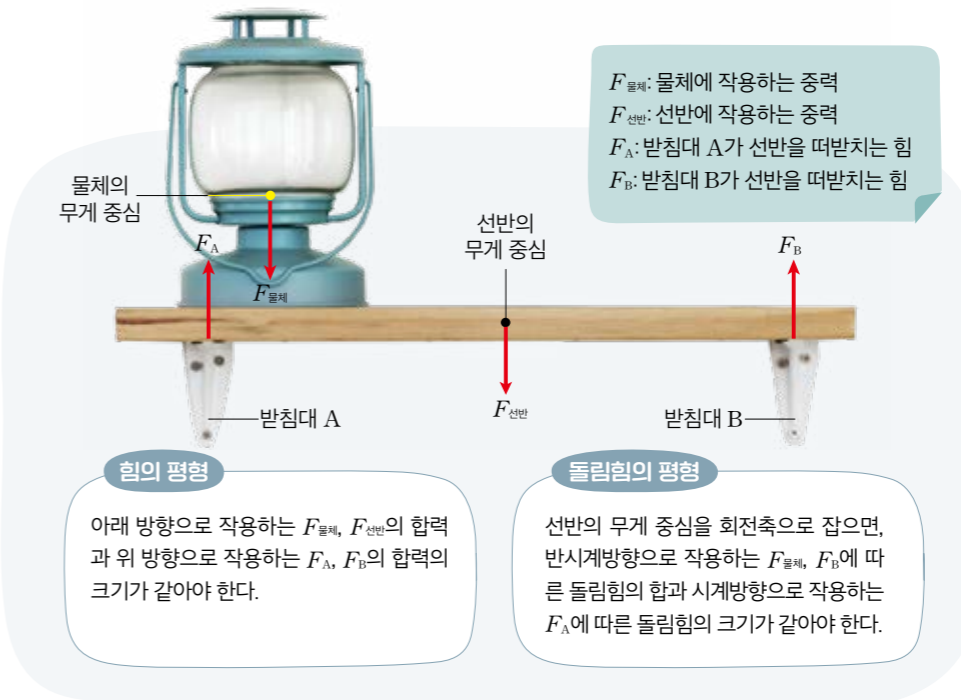 F물체: 물체에 작용하는 중력
F선반: 선반에 작용하는 중력
FA: 받침대 A가 선반을 떠받치는 힘
FB: 받침대 B가 선반을 떠받치는 힘
물체의
무게 중심
선반의
무게 중심
FA
FB
F물체
F선반
받침대 A
받침대 B
힘의 평형
아래 방향으로 작용하는 F물체, F선반의 합력
과 위 방향으로 작용하는 FA, FB의 합력의
크기가 같아야 한다.
돌림힘의 평형
선반의 무게 중심을 회전축으로 잡으면,
반시계방향으로 작용하는 F물체, FB에 따
른 돌림힘의 합과 시계방향으로 작용하는
FA에 따른 돌림힘의 크기가 같아야 한다.